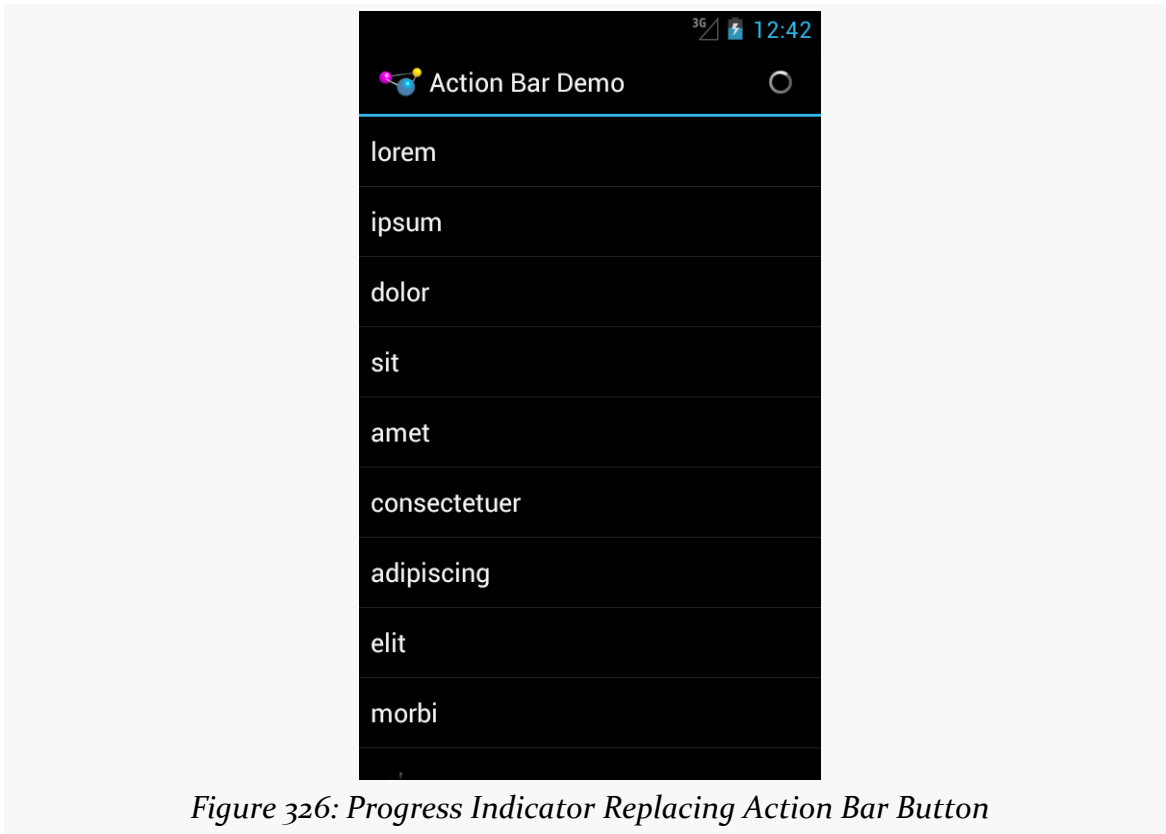 3G 12:42
Action Bar Demo
lorem
ipsum
dolor
sit
amet
consectetuer
adipiscing
elit
morbi
Figure 326: Progress Indicator Replacing Action Bar Button